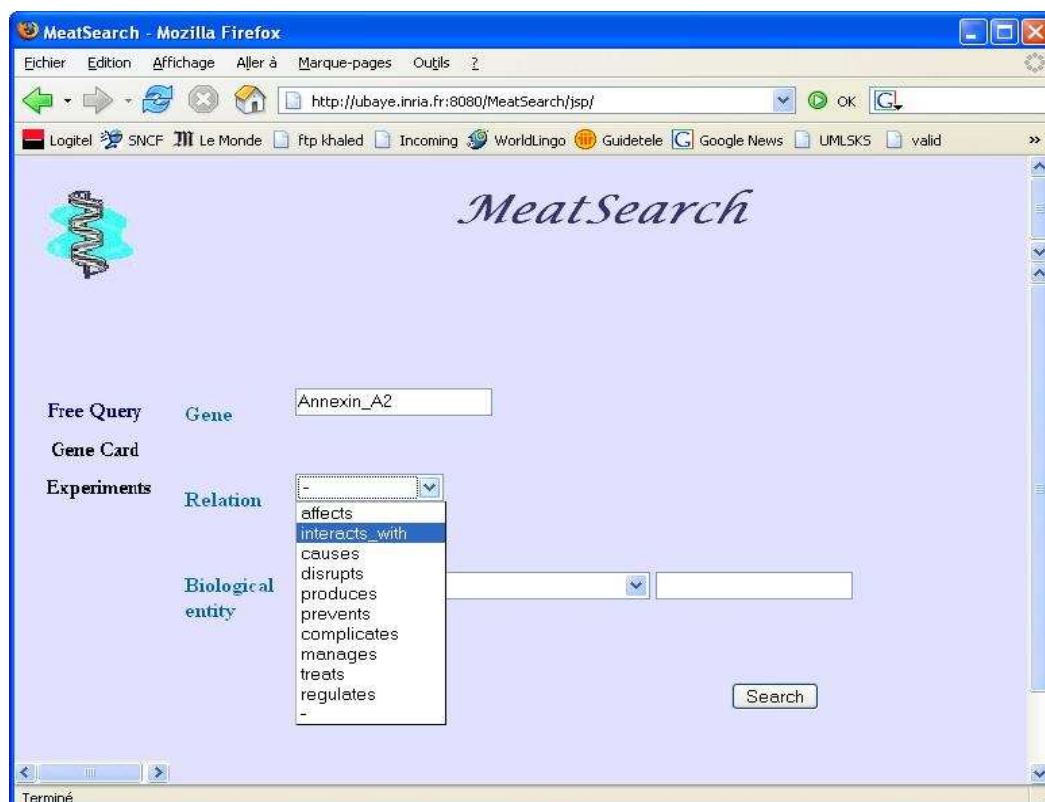 MeatSearch - Mozilla Firefox
Fichier Edition Affichage Aller à Marque-pages Outils ?
http://ubaye.inria.fr:8080/MeatSearch/jsp/ OK G
Logitel SNCF M Le Monde ftp khaled Incoming WorldLingo Guidetele G Google News UMLSKS valid »
MeatSearch
Free Query
Gene Card
Experiments
Gene Annexin_A2
Relation -
affects
interacts_with
causes
disrupts
produces
prevents
complicates
manages
treats
regulates
-
Biological
entity
Search
Terminé